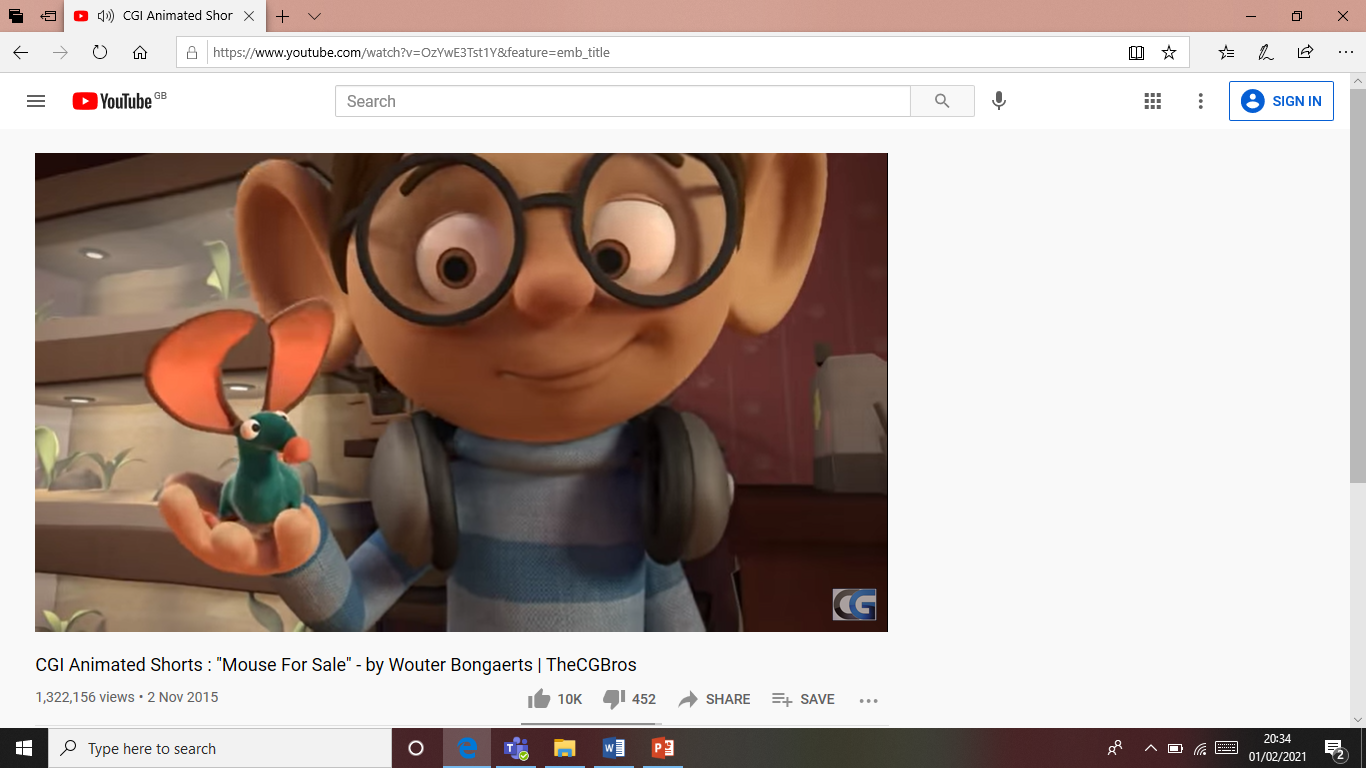 CGI Animated Shor
https://www.youtube.com/watch?v=OzYwE3Tst1Y&feature=emb_title
YouTube GB
Search
SIGN IN
CG
CGI Animated Shorts : "Mouse For Sale" - by Wouter Bongaerts | TheCGBros
1,322,156 views • 2 Nov 2015
10K 452 SHARE SAVE
Type here to search
20:34
01/02/2021
2